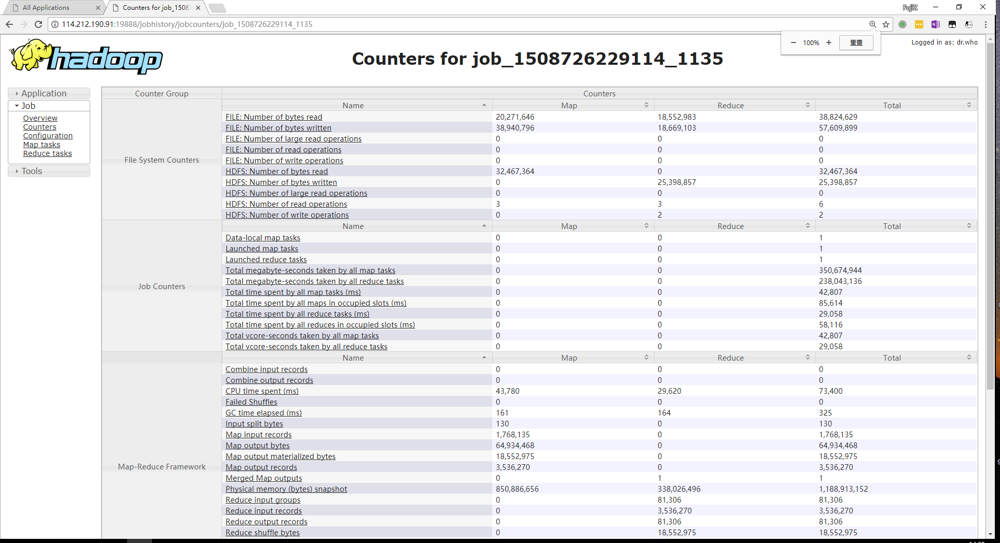 All Applications
Counters for job_1508
FujiZ
114.212.190.91:19888/jobhistory/jobcounters/job_1508726229114_1135
100%
重置
Logged in as: dr.who
hadoop
Counters for job_1508726229114_1135
Application
Job
Overview
Counters
Configuration
Map tasks
Reduce tasks
Tools
Counter Group Counters
File System Counters
Name Map Reduce Total
FILE: Number of bytes read 20,271,646 18,552,983 38,824,629
FILE: Number of bytes written 38,940,796 18,669,103 57,609,899
FILE: Number of large read operations 0 0 0
FILE: Number of read operations 0 0 0
FILE: Number of write operations 0 0 0
HDFS: Number of bytes read 32,467,364 0 32,467,364
HDFS: Number of bytes written 0 25,398,857 25,398,857
HDFS: Number of large read operations 0 0 0
HDFS: Number of read operations 3 3 6
HDFS: Number of write operations 0 2 2
Job Counters
Name Map Reduce Total
Data-local map tasks 0 0 1
Launched map tasks 0 0 1
Launched reduce tasks 0 0 1
Total megabyte-seconds taken by all map tasks 0 0 350,674,944
Total megabyte-seconds taken by all reduce tasks 0 0 238,043,136
Total time spent by all map tasks (ms) 0 0 42,807
Total time spent by all maps in occupied slots (ms) 0 0 85,614
Total time spent by all reduce tasks (ms) 0 0 29,058
Total time spent by all reduces in occupied slots (ms) 0 0 58,116
Total vcore-seconds taken by all map tasks 0 0 42,807
Total vcore-seconds taken by all reduce tasks 0 0 29,058
Map-Reduce Framework
Name Map Reduce Total
Combine input records 0 0 0
Combine output records 0 0 0
CPU time spent (ms) 43,780 29,620 73,400
Failed Shuffles 0 0 0
GC time elapsed (ms) 161 164 325
Input split bytes 130 0 130
Map input records 1,768,135 0 1,768,135
Map output bytes 64,934,468 0 64,934,468
Map output materialized bytes 18,552,975 0 18,552,975
Map output records 3,536,270 0 3,536,270
Merged Map outputs 0 1 1
Physical memory (bytes) snapshot 850,886,656 338,026,496 1,188,913,152
Reduce input groups 0 81,306 81,306
Reduce input records 0 3,536,270 3,536,270
Reduce output records 0 81,306 81,306
Reduce shuffle bytes 0 18,552,975 18,552,975